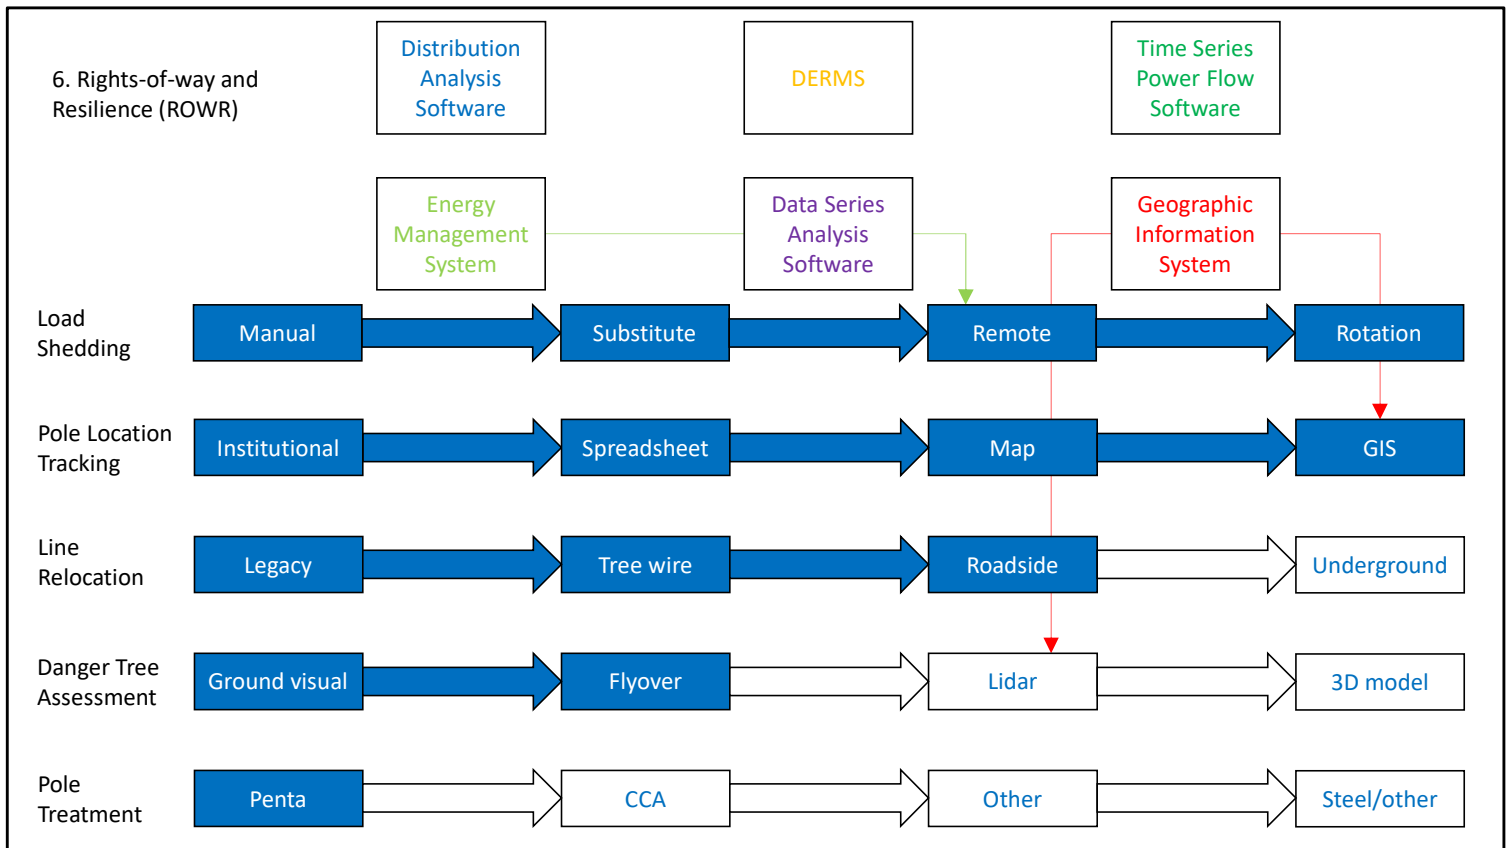 6. Rights-of-way and
Resilience (ROWR)
Distribution
Analysis
Software
DERMS
Time Series
Power Flow
Software
Energy
Management
System
Data Series
Analysis
Software
Geographic
Information
System
Load
Shedding
Manual
Substitute
Remote
Rotation
Pole Location
Tracking
Institutional
Spreadsheet
Map
GIS
Line
Relocation
Legacy
Tree wire
Roadside
Underground
Danger Tree
Assessment
Ground visual
Flyover
Lidar
3D model
Pole
Treatment
Penta
CCA
Other
Steel/other